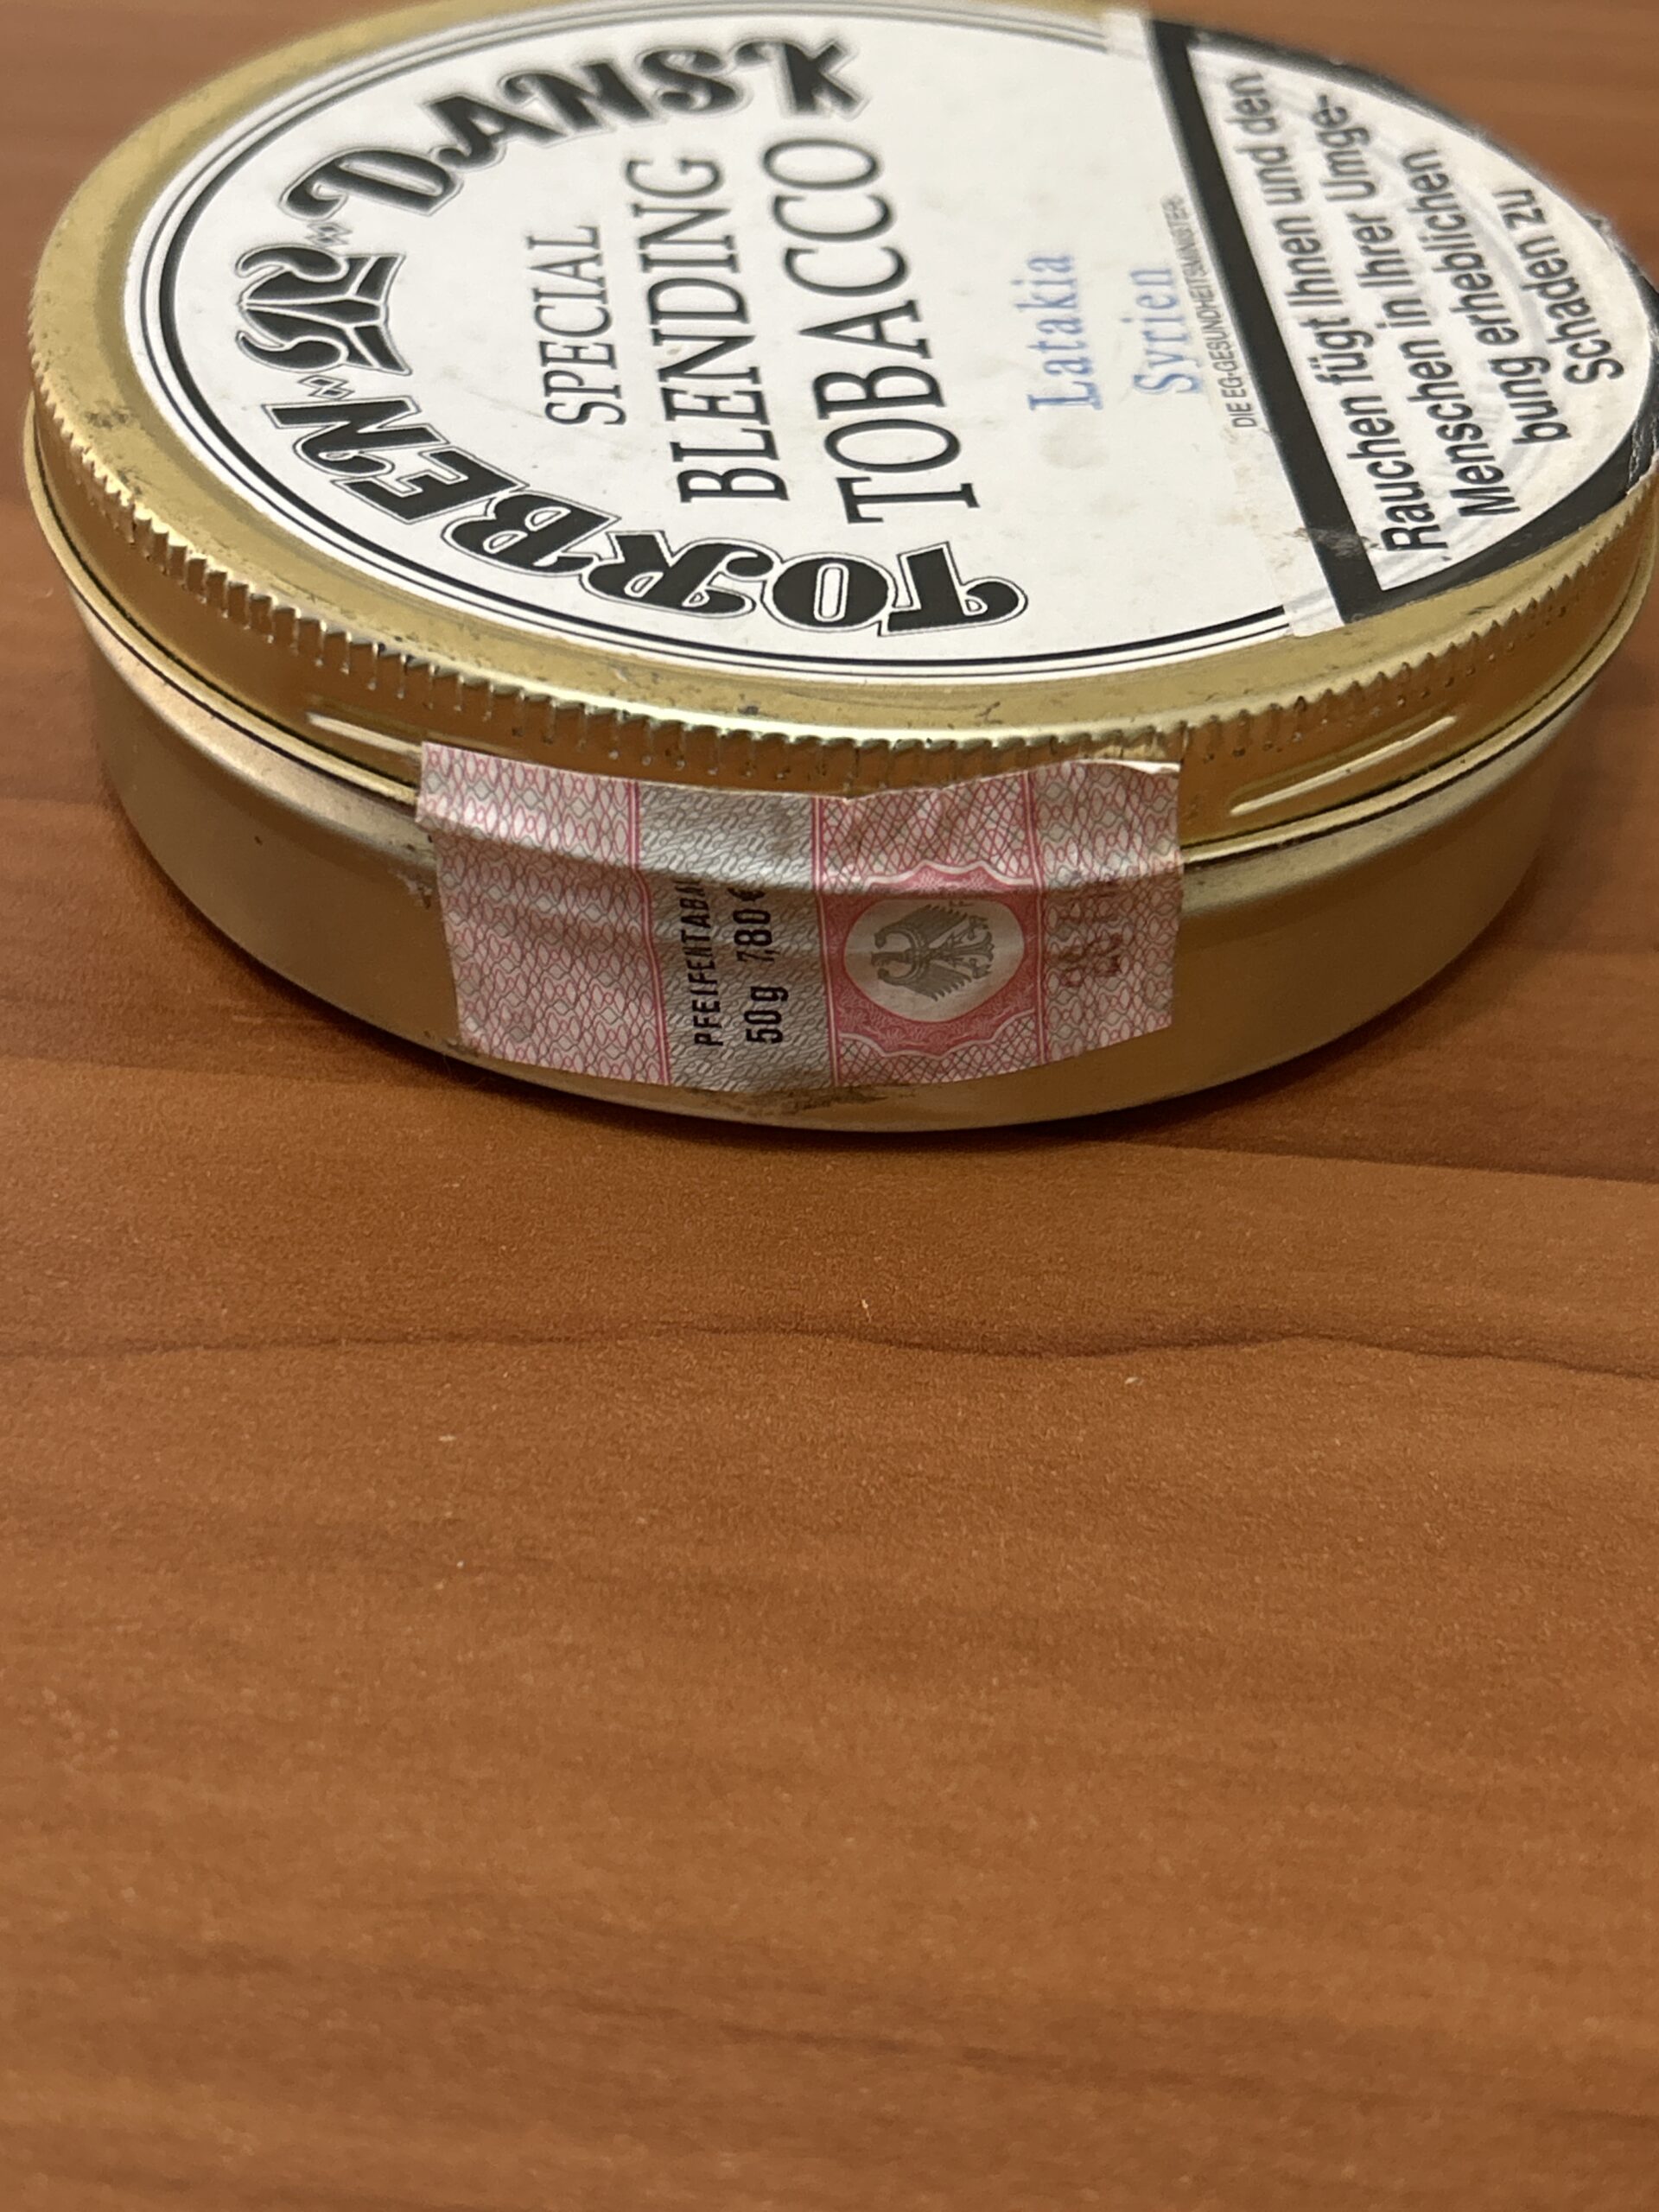 TORBEN DANSK
SPECIAL
BLENDING
TOBACCO
Latakia
Syrien
DIE EG-GESUNDHEITSMINISTER:
Rauchen fügt Ihnen und den
Menschen in Ihrer Umge-
bung erheblichen
Schaden zu
50g 7,80€